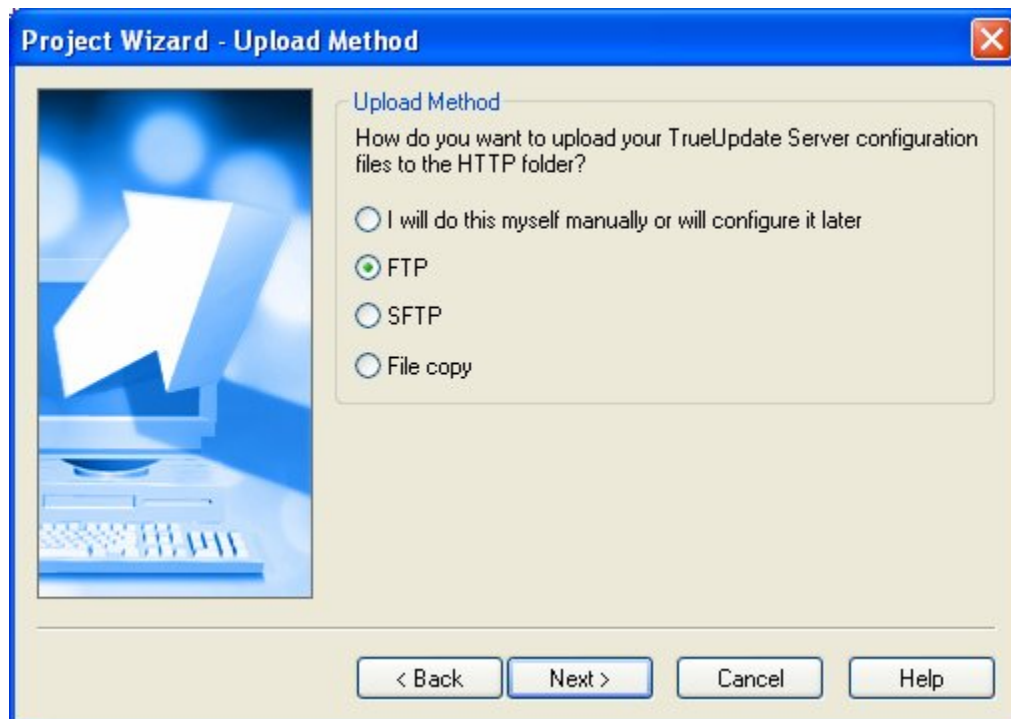 Project Wizard - Upload Method
Upload Method
How do you want to upload your TrueUpdate Server configuration
files to the HTTP folder?
I will do this myself manually or will configure it later
FTP
SFTP
File copy
< Back
Next >
Cancel
Help